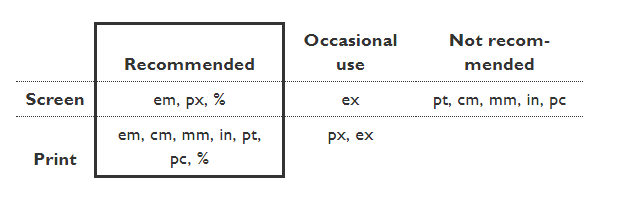 Occasional Not recom-
Recommended use mended
Screen em, px, % ex pt, cm, mm, in, pc
em, cm, mm, in, pt, px, ex
Print pc, %